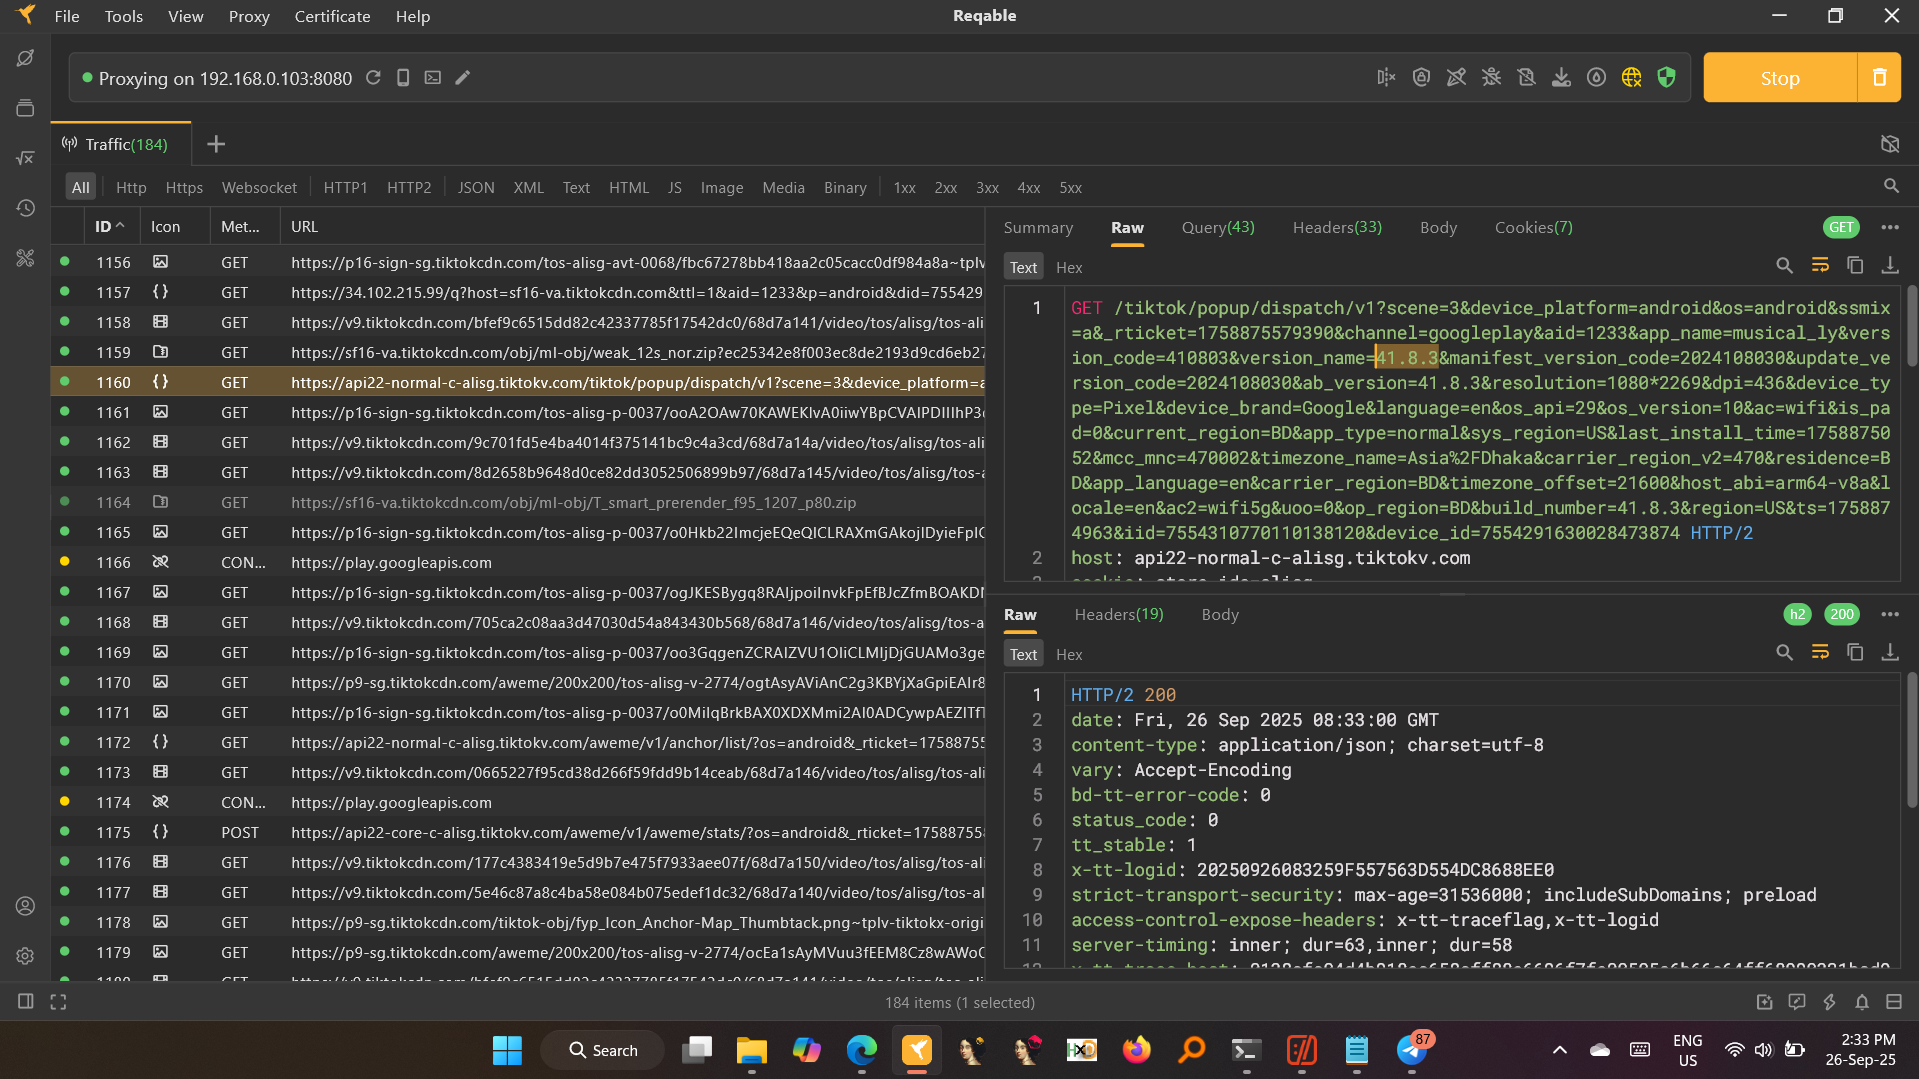 File Tools View Proxy Certificate Help
Reqable
Proxying on 192.168.0.103:8080
Stop
Traffic(184)
All Http Https Websocket HTTP1 HTTP2 JSON XML Text HTML JS Image Media Binary 1xx 2xx 3xx 4xx 5xx
ID Icon Met... URL
1156 GET https://p16-sign-sg.tiktokcdn.com/tos-alisg-avt-0068/fbc67278bb418aa2c05cacc0df984a8a~tplv
1157 GET https://34.102.215.99/q?host=sf16-va.tiktokcdn.com&ttl=1&aid=1233&p=android&did=755429
1158 GET https://v9.tiktokcdn.com/bfef9c6515dd82c42337785f17542dc0/68d7a141/video/tos/alisg/tos-ali
1159 GET https://sf16-va.tiktokcdn.com/obj/ml-obj/weak_12s_nor.zip?ec25342e8f003ec8de2193d9cd6eb27
1160 GET https://api22-normal-c-alisg.tiktokv.com/tiktok/popup/dispatch/v1?scene=3&device_platform=a
1161 GET https://p16-sign-sg.tiktokcdn.com/tos-alisg-p-0037/ooA2OAw70KAWEKIvA0iiwYBpCVAIPDIIIhP3
1162 GET https://v9.tiktokcdn.com/9c701fd5e4ba4014f375141bc9c4a3cd/68d7a14a/video/tos/alisg/tos-al
1163 GET https://v9.tiktokcdn.com/8d2658b9648d0ce82dd3052506899b97/68d7a145/video/tos/alisg/tos-a
1164 GET https://sf16-va.tiktokcdn.com/obj/ml-obj/T_smart_prerender_f95_1207_p80.zip
1165 GET https://p16-sign-sg.tiktokcdn.com/tos-alisg-p-0037/o0Hkb22ImcjeEQeQICLRAXmGAkojIDyieFpIC
1166 CON... https://play.googleapis.com
1167 GET https://p16-sign-sg.tiktokcdn.com/tos-alisg-p-0037/ogJKESBygq8RAIjpoiInvkFpEfBJcZfmBOAKDI
1168 GET https://v9.tiktokcdn.com/705ca2c08aa3d47030d54a843430b568/68d7a146/video/tos/alisg/tos-a
1169 GET https://p16-sign-sg.tiktokcdn.com/tos-alisg-p-0037/oo3GqgenZCRAIZVU1OIiCLMIjDjGUAMo3ge
1170 GET https://p9-sg.tiktokcdn.com/aweme/200x200/tos-alisg-v-2774/ogtAsyAViAnC2g3KBYjXaGpiEAIr8
1171 GET https://p16-sign-sg.tiktokcdn.com/tos-alisg-p-0037/o0MiIqBrkBAX0XDXMmi2AI0ADCywpAEZITfT
1172 GET https://api22-normal-c-alisg.tiktokv.com/aweme/v1/anchor/list/?os=android&_rticket=17588755
1173 GET https://v9.tiktokcdn.com/0665227f95cd38d266f59fdd9b14ceab/68d7a146/video/tos/alisg/tos-ali
1174 CON... https://play.googleapis.com
1175 POST https://api22-core-c-alisg.tiktokv.com/aweme/v1/aweme/stats/?os=android&_rticket=175887558
1176 GET https://v9.tiktokcdn.com/177c4383419e5d9b7e475f7933aee07f/68d7a150/video/tos/alisg/tos-ali
1177 GET https://v9.tiktokcdn.com/5e46c87a8c4ba58e084b075edef1dc32/68d7a140/video/tos/alisg/tos-al
1178 GET https://p9-sg.tiktokcdn.com/tiktok-obj/fyp_Icon_Anchor-Map_Thumbtack.png~tplv-tiktokx-origi
1179 GET https://p9-sg.tiktokcdn.com/aweme/200x200/tos-alisg-v-2774/ocEa1sAyMVuu3fEEM8Cz8wAWoC
Summary Raw Query(43) Headers(33) Body Cookies(7) GET
Text Hex
1 GET /tiktok/popup/dispatch/v1?scene=3&device_platform=android&os=android&ssmix
=a&_rticket=1758875579390&channel=googleplay&aid=1233&app_name=musical_ly&vers
ion_code=410803&version_name=41.8.3&manifest_version_code=2024108030&update_ve
rsion_code=2024108030&ab_version=41.8.3&resolution=1080*2269&dpi=436&device_ty
pe=Pixel&device_brand=Google&language=en&os_api=29&os_version=10&ac=wifi&is_pa
d=0&current_region=BD&app_type=normal&sys_region=US&last_install_time=17588750
52&mcc_mnc=470002&timezone_name=Asia%2FDhaka&carrier_region_v2=470&residence=B
D&app_language=en&carrier_region=BD&timezone_offset=21600&host_abi=arm64-v8a&l
ocale=en&ac2=wifi5g&uoo=0&op_region=BD&build_number=41.8.3&region=US&ts=175887
4963&iid=7554310770110138120&device_id=7554291630028473874 HTTP/2
2 host: api22-normal-c-alisg.tiktokv.com
Raw Headers(19) Body h2 200
Text Hex
1 HTTP/2 200
2 date: Fri, 26 Sep 2025 08:33:00 GMT
3 content-type: application/json; charset=utf-8
4 vary: Accept-Encoding
5 bd-tt-error-code: 0
6 status_code: 0
7 tt_stable: 1
8 x-tt-logid: 20250926083259F557563D554DC8688EE0
9 strict-transport-security: max-age=31536000; includeSubDomains; preload
10 access-control-expose-headers: x-tt-traceflag,x-tt-logid
11 server-timing: inner; dur=63,inner; dur=58
184 items (1 selected)
Search
87
ENG
US
2:33 PM
26-Sep-25